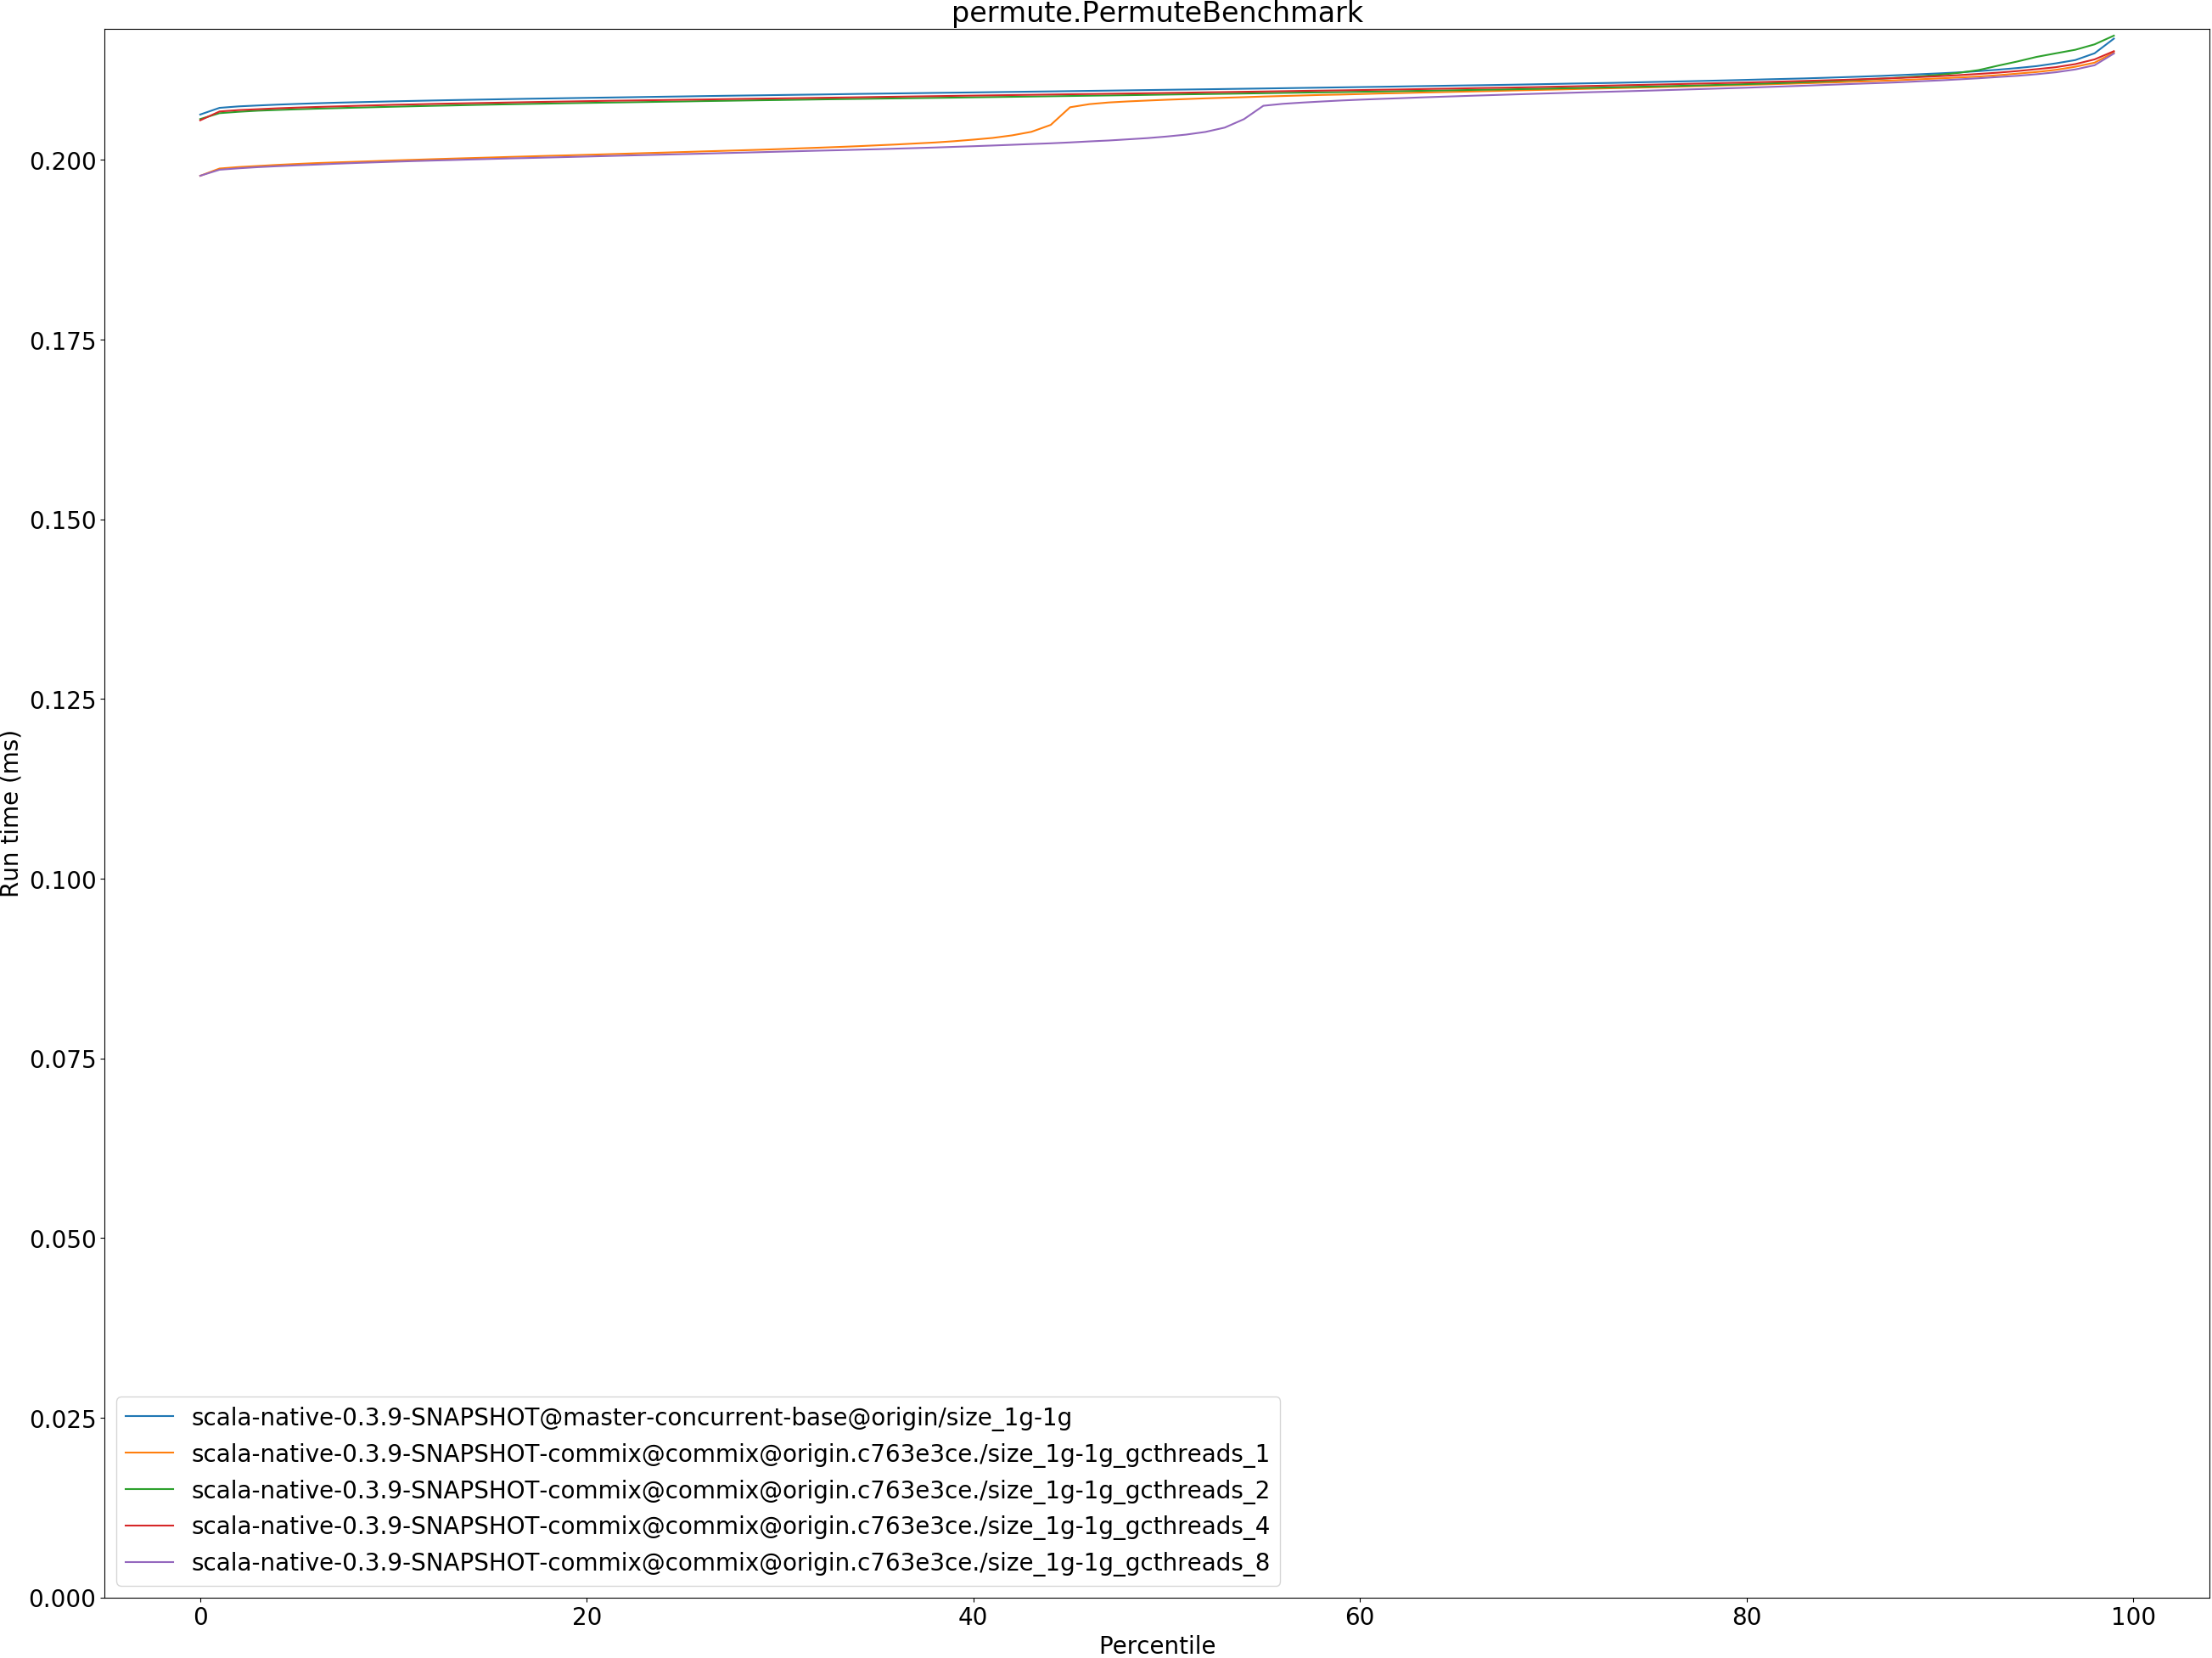 permute.PermuteBenchmark
Run time (ms)
0.200
0.175
0.150
0.125
0.100
0.075
0.050
0.025
0.000
scala-native-0.3.9-SNAPSHOT@master-concurrent-base@origin/size_1g-1g
scala-native-0.3.9-SNAPSHOT-commix@commix@origin.c763e3ce./size_1g-1g_gcthreads_1
scala-native-0.3.9-SNAPSHOT-commix@commix@origin.c763e3ce./size_1g-1g_gcthreads_2
scala-native-0.3.9-SNAPSHOT-commix@commix@origin.c763e3ce./size_1g-1g_gcthreads_4
scala-native-0.3.9-SNAPSHOT-commix@commix@origin.c763e3ce./size_1g-1g_gcthreads_8
0 20 40 60 80 100
Percentile